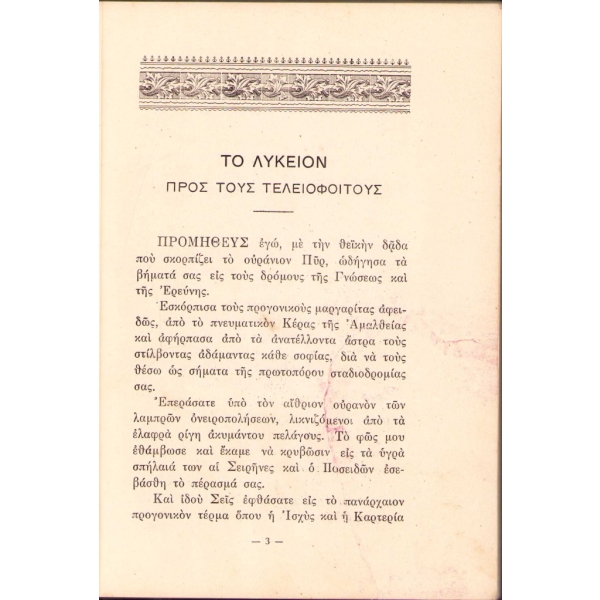 ΤΟ ΛΥΚΕΙΟΝ
ΠΡΟΣ ΤΟΥΣ ΤΕΛΕΙΟΦΟΙΤΟΥΣ
ΠΡΟΜΗΘΕΥΣ ἐγώ, μὲ τὴν θεϊκὴν δᾷδα
ποὺ σκορπίζει τὸ οὐράνιον Πῦρ, ὡδήγησα τὰ
βήματά σας εἰς τοὺς δρόμους τῆς Γνώσεως καὶ
τῆς Ἐρεύνης.
Ἐσκόρπισα τοὺς προγονικοὺς μαργαρίτας ἀφει-
δῶς, ἀπὸ τὸ πνευματικὸν Κέρας τῆς Ἀμαλθείας
καὶ ἀφήρπασα ἀπὸ τὰ ἀνατέλλοντα ἄστρα τοὺς
στίλβοντας ἀδάμαντας κάθε σοφίας, διὰ νὰ τοὺς
θέσω ὡς σήματα τῆς πρωτοπόρου σταδιοδρομίας
σας.
Ἐπεράσατε ὑπὸ τὸν αἴθριον οὐρανὸν τῶν
λαμπρῶν ὀνειροπολήσεων, λικνιζόμενοι ἀπὸ τὰ
ἐλαφρὰ ρίγη ἀκυμάντου πελάγους. Τὸ φῶς μου
ἐθάμβωσε καὶ ἔκαμε νὰ κρυβῶσιν εἰς τὰ ὑγρὰ
σπήλαιά των αἱ Σειρῆνες καὶ ὁ Ποσειδῶν ἐσε-
βάσθη τὸ πέρασμά σας.
Καὶ ἰδοὺ Σεῖς ἐφθάσατε εἰς τὸ πανάρχαιον
προγονικὸν τέρμα ὅπου ἡ Ἰσχὺς καὶ ἡ Καρτερία
— 3 —